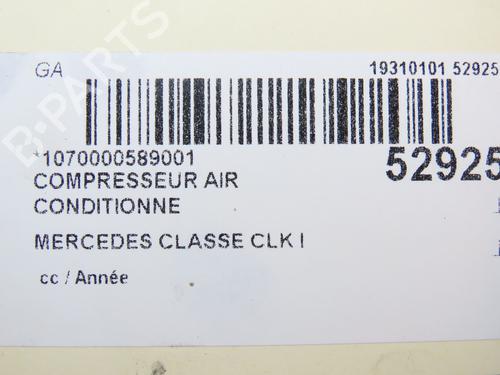 GA
19310101 52925
*1070000589001
52925
COMPRESSEUR AIR
CONDITIONNE
MERCEDES CLASSE CLK I
cc / Année
B-PARTS